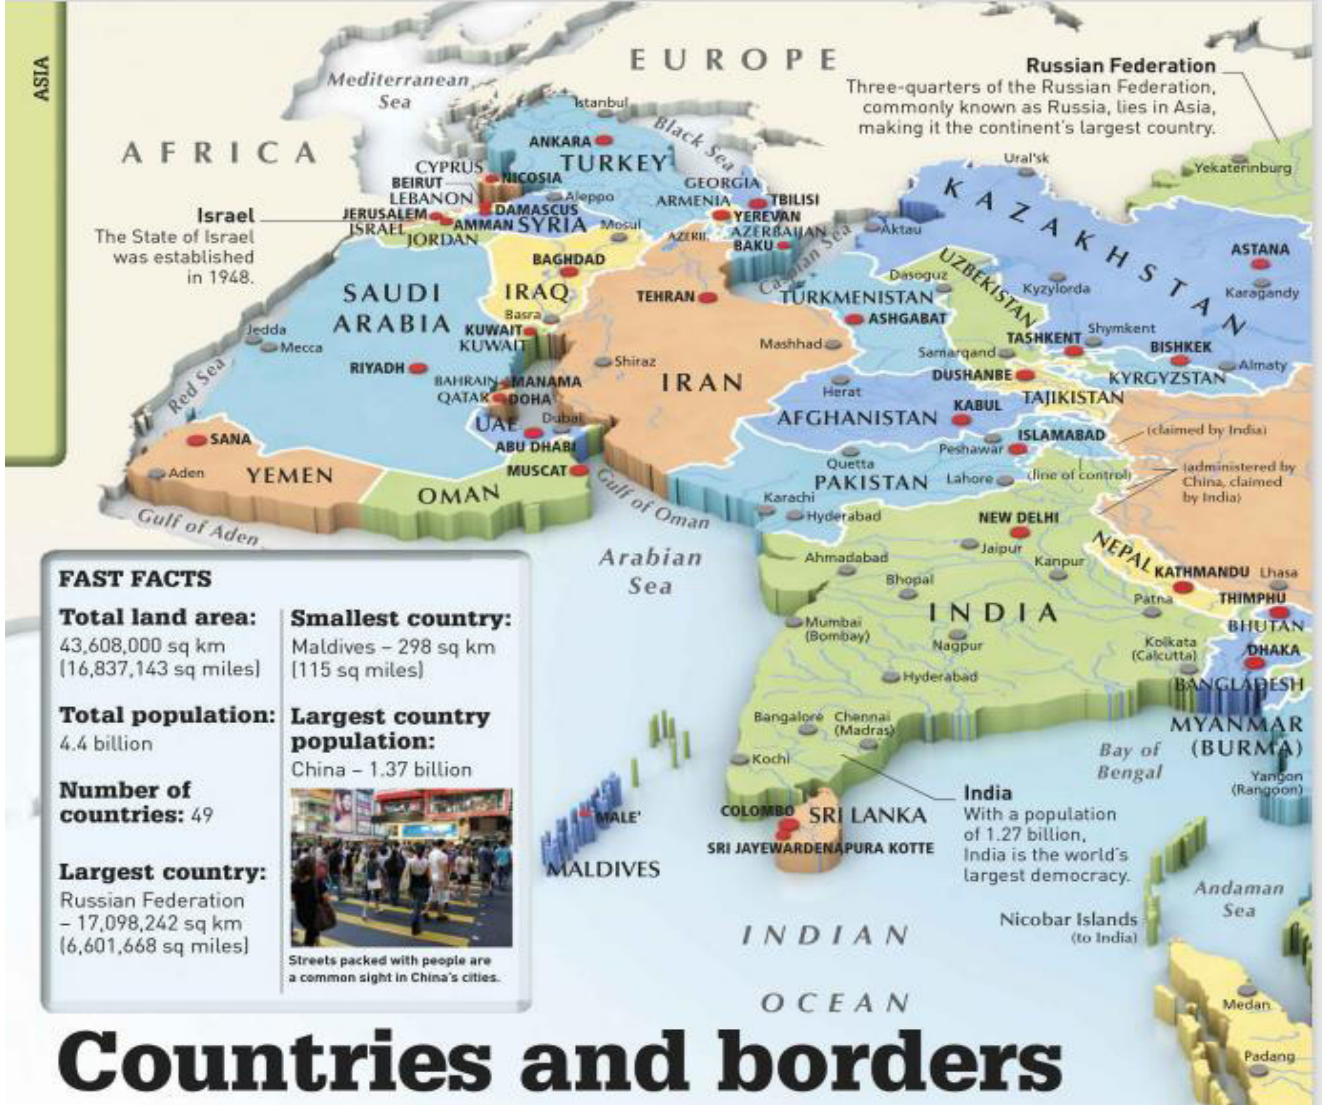 ASIA
EUROPE
AFRICA
Mediterranean
Sea
Black Sea
Caspian Sea
Red Sea
Gulf of Aden
Gulf of Oman
Arabian
Sea
Bay of
Bengal
Andaman
Sea
INDIAN
OCEAN
Russian Federation
Three-quarters of the Russian Federation,
commonly known as Russia, lies in Asia,
making it the continent's largest country.
Yekaterinburg
Israel
The State of Israel
was established
in 1948.
Istanbul
ANKARA
TURKEY
CYPRUS
NICOSIA
BEIRUT
LEBANON
Aleppo
DAMASCUS
SYRIA
JERUSALEM
ISRAEL
AMMAN
JORDAN
Mosul
GEORGIA
TBILISI
ARMENIA
YEREVAN
AZERB.
AZERBAIJAN
BAKU
BAGHDAD
IRAQ
Basra
SAUDI
ARABIA
KUWAIT
KUWAIT
Jedda
Mecca
RIYADH
BAHRAIN
MANAMA
QATAR
DOHA
UAE
Dubai
ABU DHABI
MUSCAT
SANA
Aden
YEMEN
OMAN
TEHRAN
Mashhad
Shiraz
IRAN
Ural'sk
KAZAKHSTAN
Aktau
ASTANA
Karagandy
Kyzylorda
Shymkent
Almaty
UZBEKISTAN
Dasoguz
TURKMENISTAN
ASHGABAT
TASHKENT
Samarqand
BISHKEK
KYRGYZSTAN
DUSHANBE
TAJIKISTAN
Herat
AFGHANISTAN
KABUL
ISLAMABAD
(claimed by India)
Peshawar
Quetta
PAKISTAN
Lahore
(line of control)
(administered by
China, claimed
by India)
Karachi
Hyderabad
NEW DELHI
Jaipur
Kanpur
NEPAL
KATHMANDU
Lhasa
Ahmadabad
Bhopal
Patna
THIMPHU
BHUTAN
INDIA
Mumbai
(Bombay)
Nagpur
Kolkata
(Calcutta)
DHAKA
BANGLADESH
Hyderabad
MYANMAR
(BURMA)
Yangon
(Rangoon)
Bangalore
Chennai
(Madras)
Kochi
COLOMBO
SRI LANKA
SRI JAYEWARDENAPURA KOTTE
MALE'
MALDIVES
India
With a population
of 1.27 billion,
India is the world's
largest democracy.
Nicobar Islands
(to India)
Medan
Padang
FAST FACTS
Total land area:
43,608,000 sq km
(16,837,143 sq miles)
Total population:
4.4 billion
Number of
countries: 49
Largest country:
Russian Federation
– 17,098,242 sq km
(6,601,668 sq miles)
Smallest country:
Maldives – 298 sq km
(115 sq miles)
Largest country
population:
China – 1.37 billion
Streets packed with people are
a common sight in China's cities.
Countries and borders